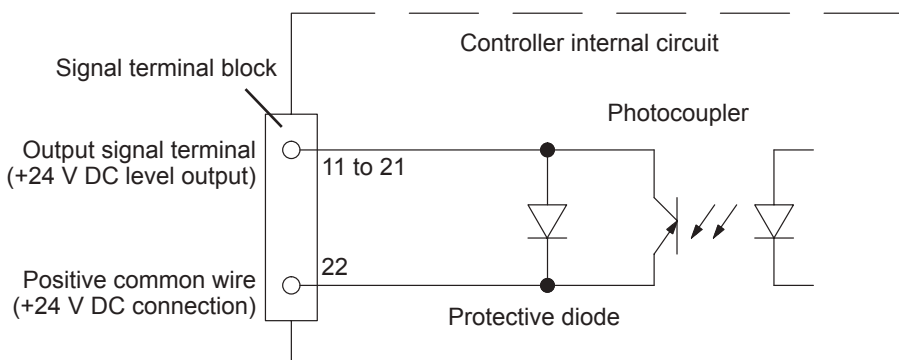 Controller internal circuit
Signal terminal block
Photocoupler
Output signal terminal
(+24 V DC level output)
11 to 21
22
Positive common wire
(+24 V DC connection)
Protective diode